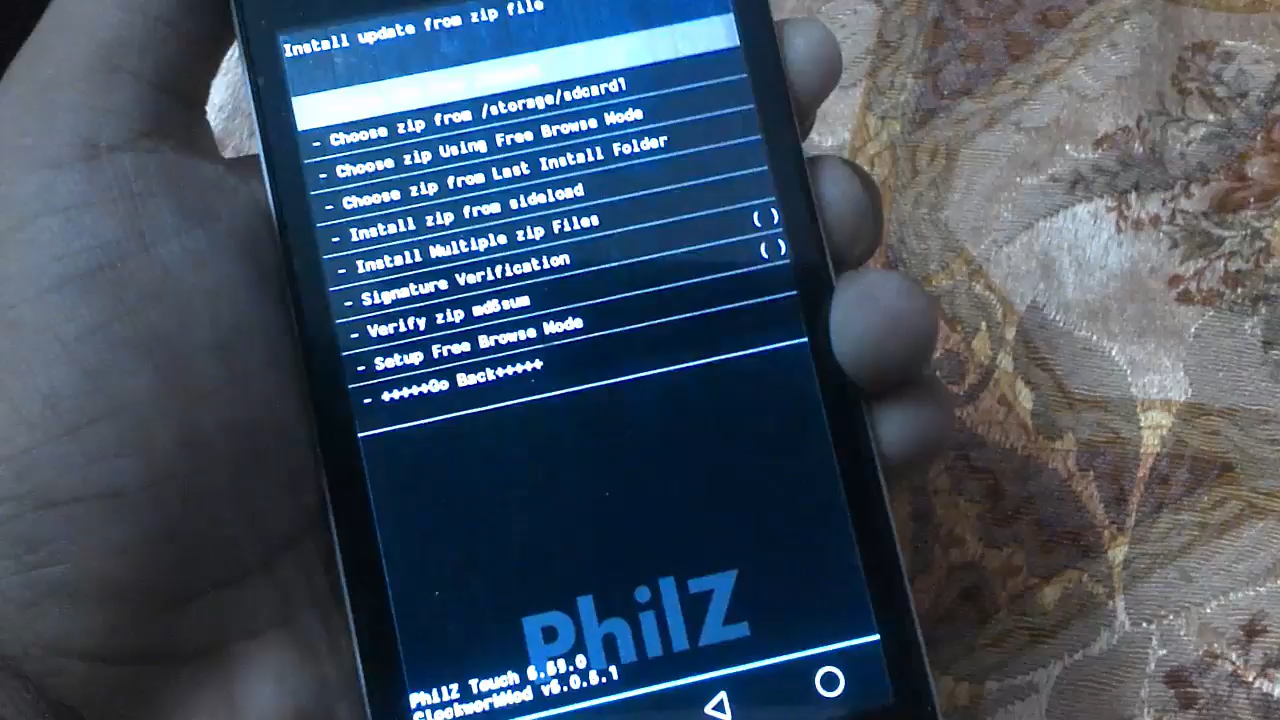 Install update from zip file
- Choose zip from /storage/sdcard1
- Choose zip Using Free Browse Mode
- Choose zip from Last Install Folder
- Install zip from sideload
- Install Multiple zip Files
- Signature Verification ( )
- Verify zip md5sum ( )
- Setup Free Browse Mode
- +++++Go Back+++++
PhilZ
PhilZ Touch 6.59.0
ClockworkMod v6.0.5.1